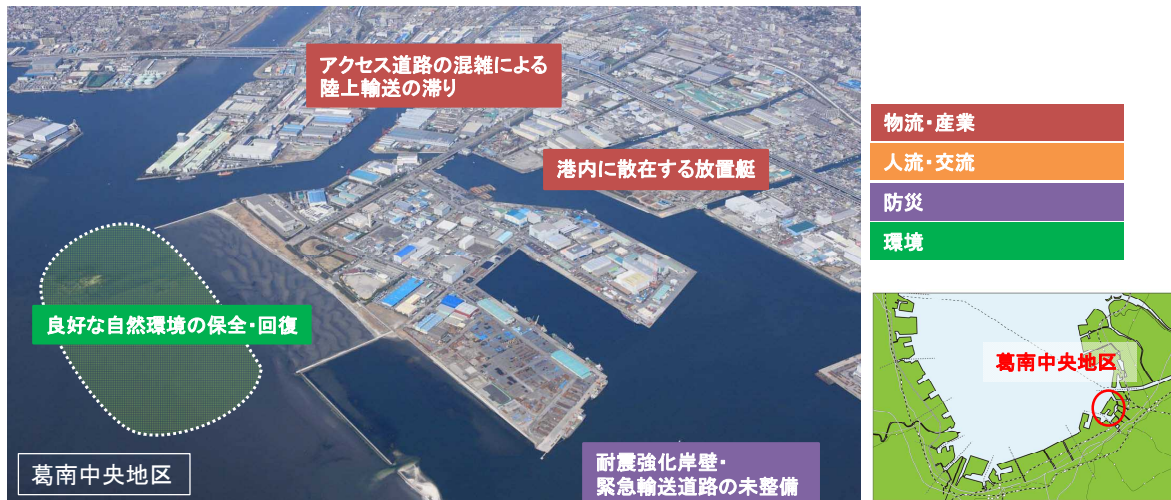 アクセス道路の混雑による
陸上輸送の滞り
港内に散在する放置艇
良好な自然環境の保全・回復
耐震強化岸壁・
緊急輸送道路の未整備
葛南中央地区
物流・産業
人流・交流
防災
環境
葛南中央地区